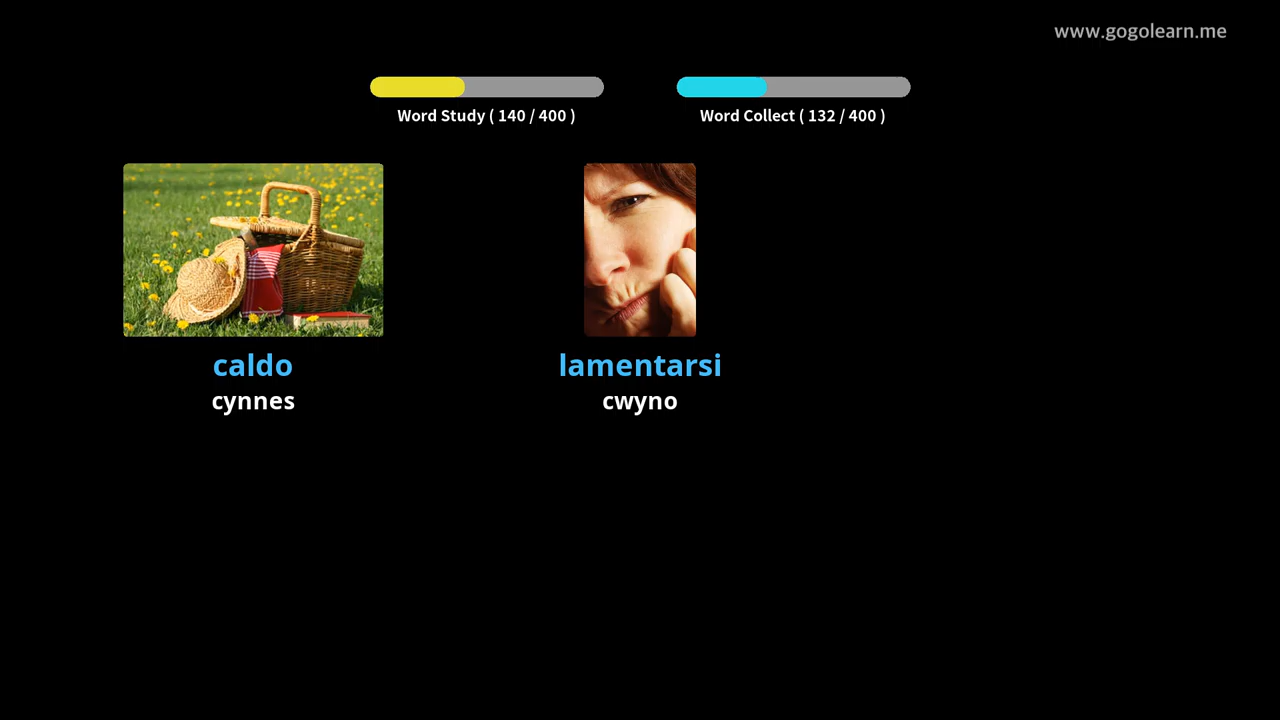 www.gogolearn.me
Word Study ( 140 / 400 )
Word Collect ( 132 / 400 )
caldo
cynnes
lamentarsi
cwyno